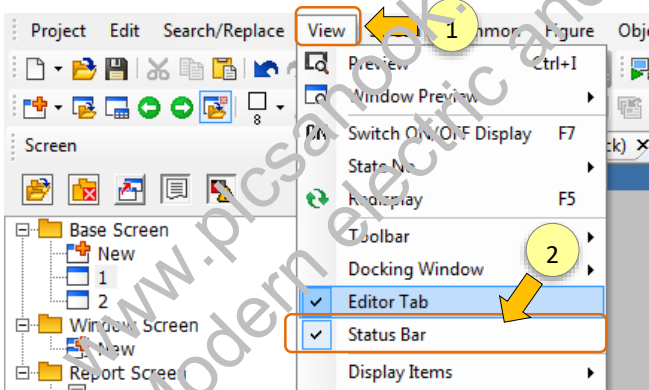 Project Edit Search/Replace View 1 Figure
Preview Ctrl+I
Window Preview
8
Switch ON/OFF Display F7
Screen
State No.
Redisplay F5
Base Screen
New
1
2
Toolbar
Docking Window 2
Editor Tab
Window Screen
New
Status Bar
Report Screen
Display Items
www.picsanook.
Modern electric and